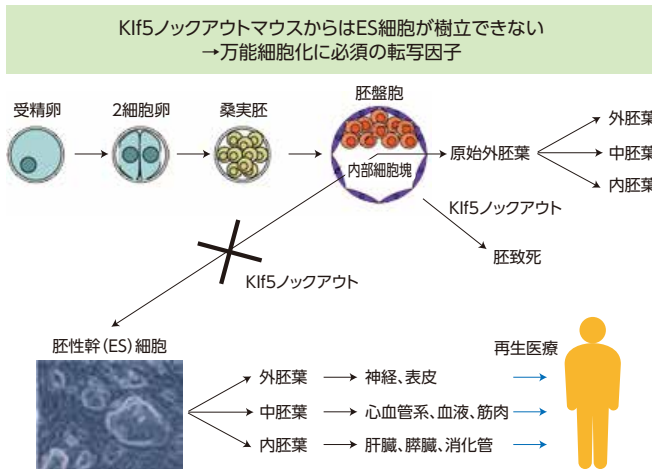 Klf5ノックアウトマウスからはES細胞が樹立できない
→万能細胞化に必須の転写因子
受精卵
2細胞卵
桑実胚
胚盤胞
内部細胞塊
原始外胚葉
外胚葉
中胚葉
内胚葉
Klf5ノックアウト
胚致死
Klf5ノックアウト
胚性幹(ES)細胞
再生医療
外胚葉
神経、表皮
中胚葉
心血管系、血液、筋肉
内胚葉
肝臓、膵臓、消化管